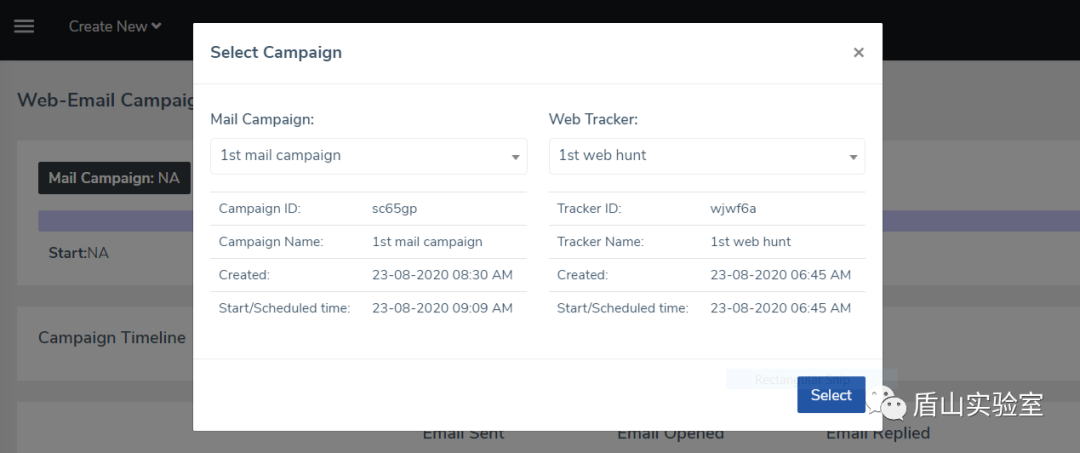 Create New
Select Campaign
×
Web-Email Campaig
Mail Campaign:
Web Tracker:
1st mail campaign
1st web hunt
Mail Campaign: NA
Campaign ID: sc65gp
Tracker ID: wjwf6a
Campaign Name: 1st mail campaign
Tracker Name: 1st web hunt
Start:NA
Created: 23-08-2020 08:30 AM
Created: 23-08-2020 06:45 AM
Start/Scheduled time: 23-08-2020 09:09 AM
Start/Scheduled time: 23-08-2020 06:45 AM
Campaign Timeline
Rectangular Snip
Select
盾山实验室
Email Sent
Email Opened
Email Replied